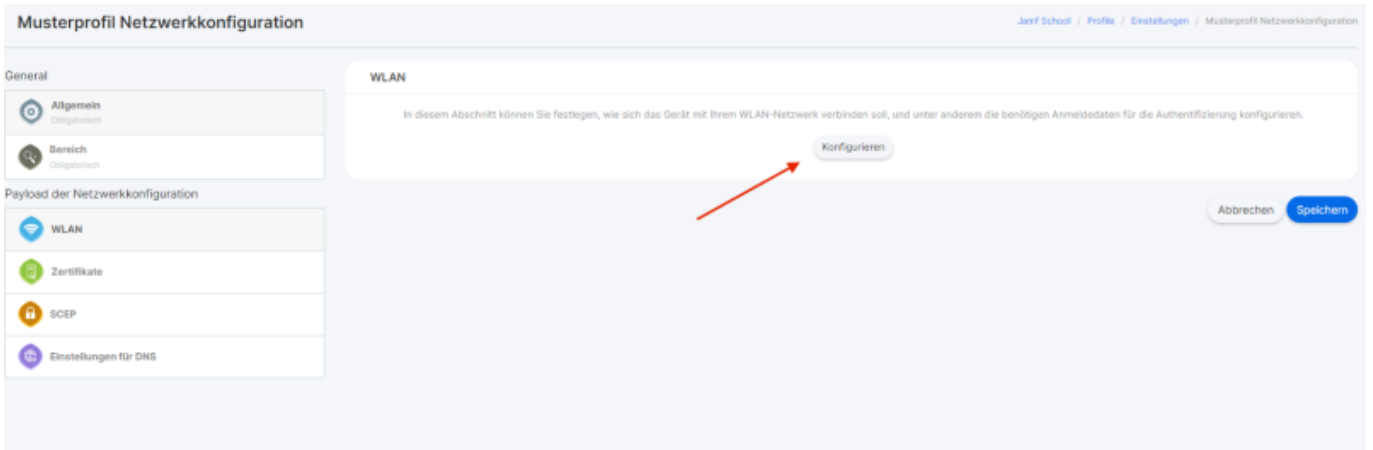 Musterprofil Netzwerkkonfiguration
Jamf School / Profile / Einstellungen / Musterprofil Netzwerkkonfiguration
General
Allgemein
Obligatorisch
Bereich
Obligatorisch
Payload der Netzwerkkonfiguration
WLAN
Zertifikate
SCEP
Einstellungen für DNS
WLAN
In diesem Abschnitt können Sie festlegen, wie sich das Gerät mit Ihrem WLAN-Netzwerk verbinden soll, und unter anderem die benötigen Anmeldedaten für die Authentifizierung konfigurieren.
Konfigurieren
Abbrechen
Speichern